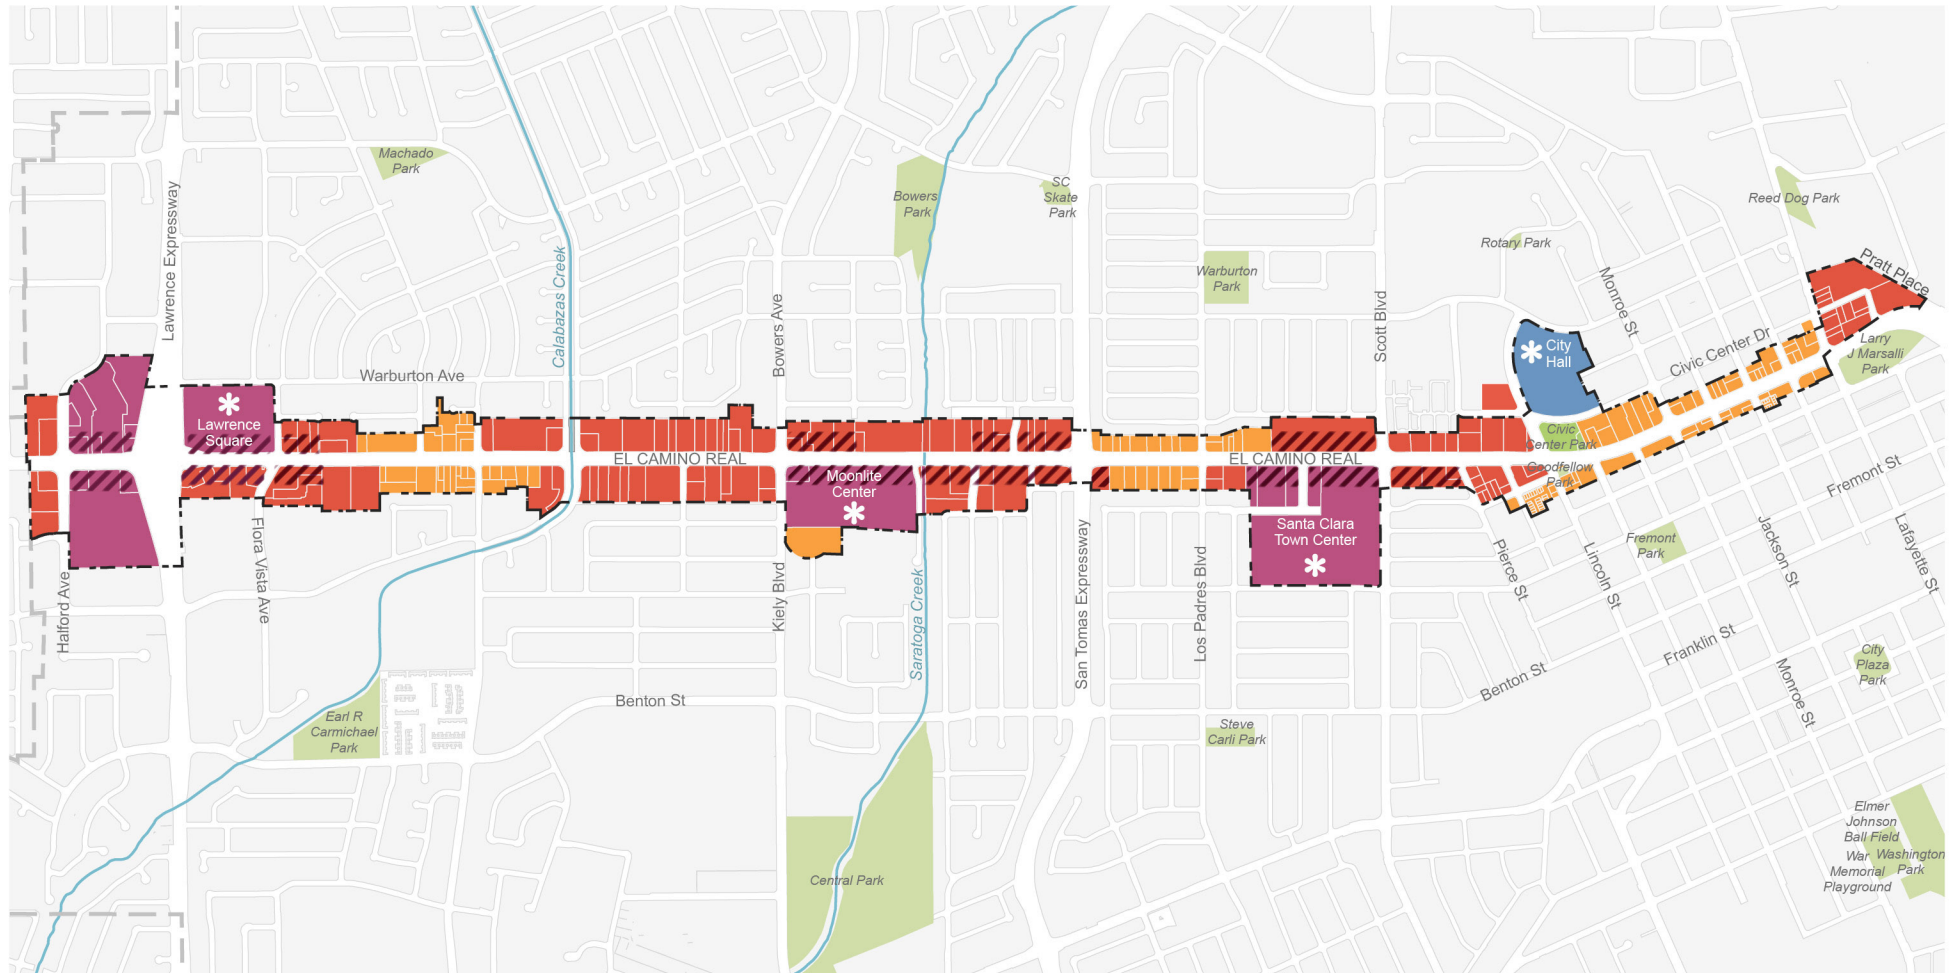 Machado
Park
Bowers
Park
SC
Skate
Park
Reed Dog Park
Lawrence Expressway
Calabazas Creek
Rotary Park
Warburton
Park
Monroe St
Pratt Place
Bowers Ave
Scott Blvd
City
Hall
Civic Center Dr
Larry
J Marsalli
Park
Warburton Ave
Lawrence
Square
Civic
Center Park
EL CAMINO REAL
EL CAMINO REAL
Goodfellow
Park
Moonlite
Center
Fremont St
Santa Clara
Town Center
Flora Vista Ave
Halford Ave
Kiely Blvd
Saratoga Creek
San Tomas Expressway
Los Padres Blvd
Pierce St
Lincoln St
Fremont
Park
Jackson St
Lafayette St
Franklin St
Benton St
Monroe St
City
Plaza
Park
Benton St
Earl R
Carmichael
Park
Steve
Carli Park
Central Park
Elmer
Johnson
Ball Field
War
Memorial
Playground
Washington
Park